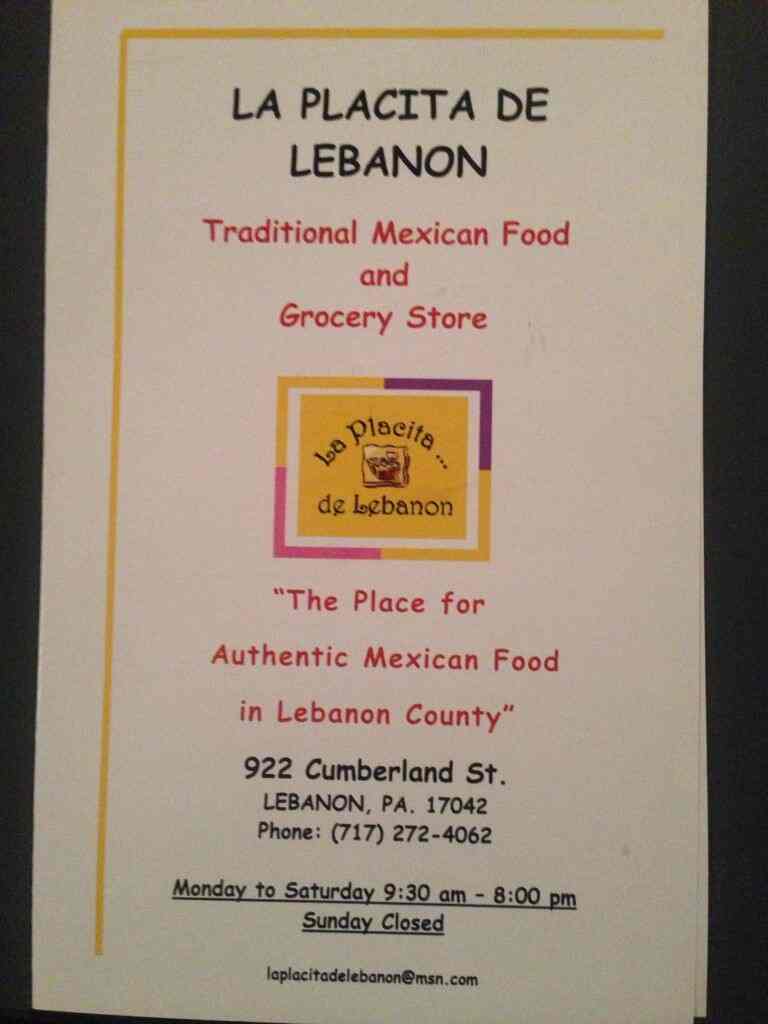 LA PLACITA DE
LEBANON
Traditional Mexican Food
and
Grocery Store
La Placita ...
de Lebanon
“The Place for
Authentic Mexican Food
in Lebanon County”
922 Cumberland St.
LEBANON, PA. 17042
Phone: (717) 272-4062
Monday to Saturday 9:30 am - 8:00 pm
Sunday Closed
laplacitadelebanon@msn.com